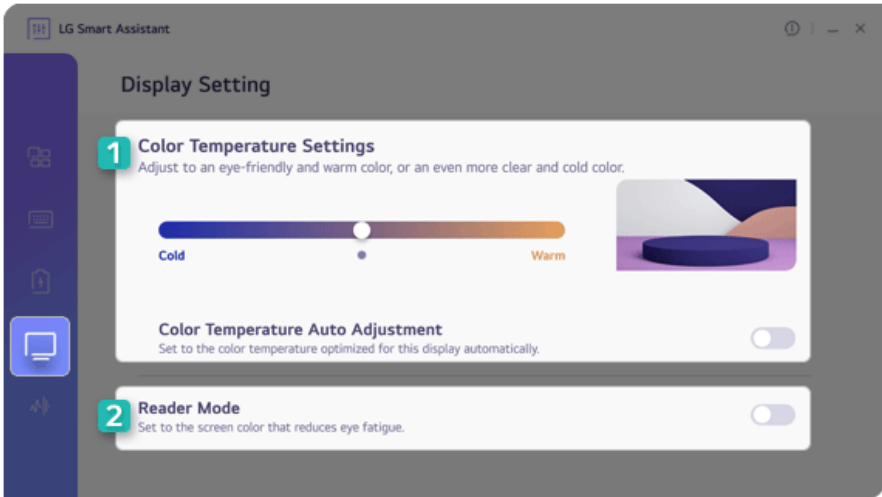 LG Smart Assistant
Display Setting
1
Color Temperature Settings
Adjust to an eye-friendly and warm color, or an even more clear and cold color.
Cold
Warm
Color Temperature Auto Adjustment
Set to the color temperature optimized for this display automatically.
2
Reader Mode
Set to the screen color that reduces eye fatigue.